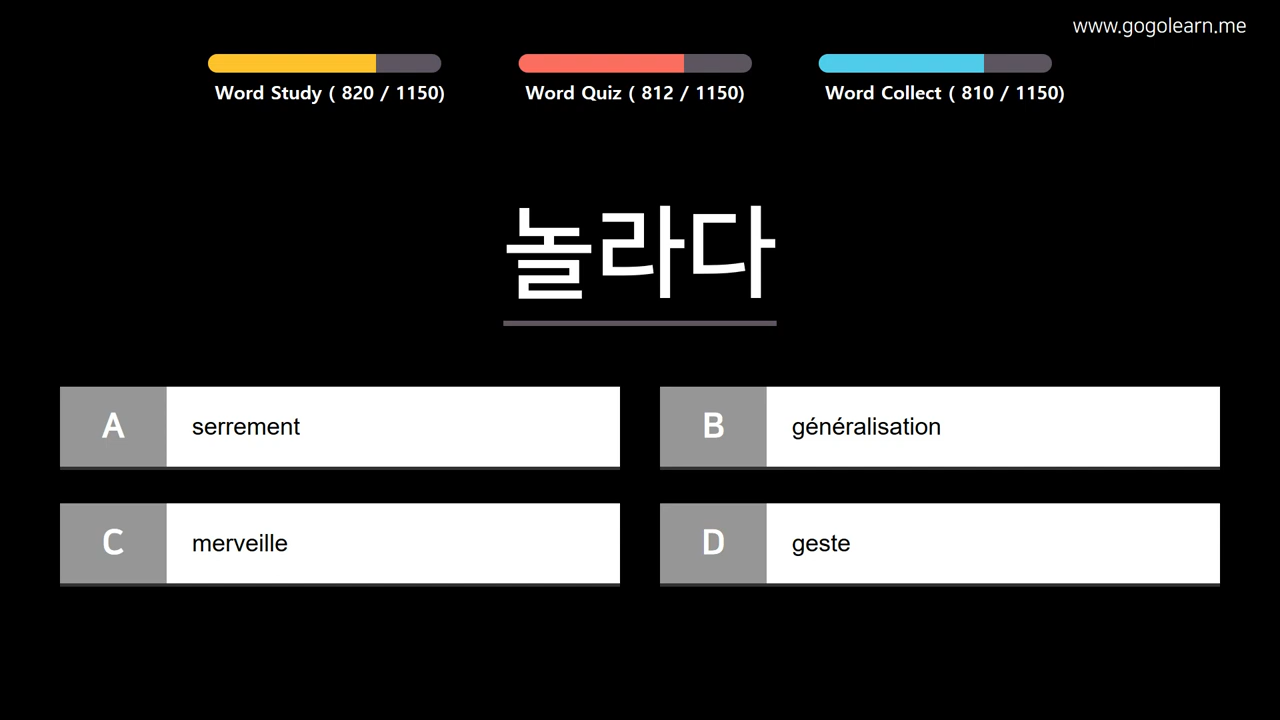 www.gogolearn.me
Word Study ( 820 / 1150)
Word Quiz ( 812 / 1150)
Word Collect ( 810 / 1150)
놀라다
A
serrement
B
généralisation
C
merveille
D
geste